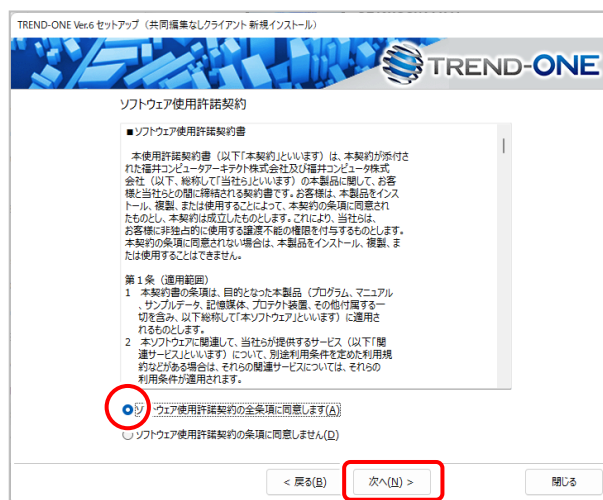 TREND-ONE Ver.6 セットアップ（共同編集なしクライアント 新規インストール）
TREND-ONE
ソフトウェア使用許諾契約
■ソフトウェア使用許諾契約書
本使用許諾契約書（以下「本契約」といいます）は、本契約が添付さ
れた福井コンピュータアーキテクト株式会社及び福井コンピュータ株式
会社（以下、総称して「当社ら」といいます）の本製品に関して、お客
様と当社らとの間に締結される契約書です。お客様は、本製品をインス
トール、複製、または使用することによって、本契約の条項に同意され
たものとし、本契約は成立したものとします。これにより、当社らは、
お客様に非独占的に使用する譲渡不能の権限を付与するものとします。
本契約の条項に同意されない場合は、本製品をインストール、複製、ま
たは使用することはできません。
第１条（適用範囲）
1 本契約書の条項は、目的となった本製品（プログラム、マニュアル
、サンプルデータ、記憶媒体、プロテクト装置、その他付属する一
切を含み、以下総称して「本ソフトウェア」といいます）に適用さ
れるものとします。
2 本ソフトウェアに関連して、当社らが提供するサービス（以下「関
連サービス」といいます）について、別途利用条件を定めた利用規
約などがある場合は、それらの関連サービスについては、それらの
利用条件が適用されます。
ソフトウェア使用許諾契約の全条項に同意します(A)
ソフトウェア使用許諾契約の条項に同意しません(D)
< 戻る(B) 次へ(N) > 閉じる